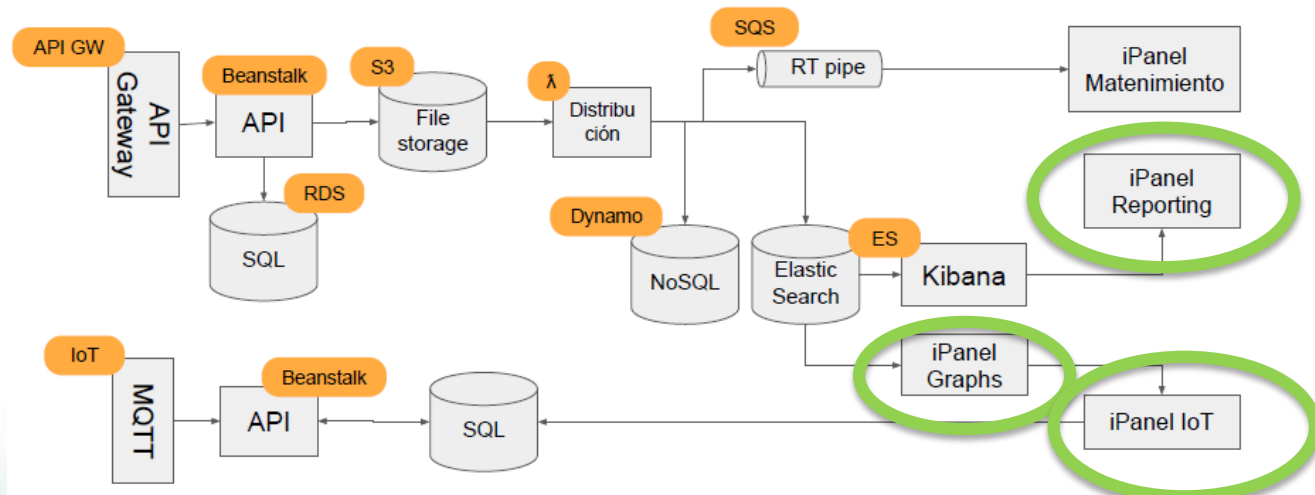 API GW
API
Gateway
Beanstalk
API
S3
File
storage
ƛ
Distribu
ción
SQS
RT pipe
iPanel
Matenimiento
RDS
SQL
Dynamo
NoSQL
Elastic
Search
ES
Kibana
iPanel
Reporting
IoT
MQTT
Beanstalk
API
SQL
iPanel
Graphs
iPanel IoT